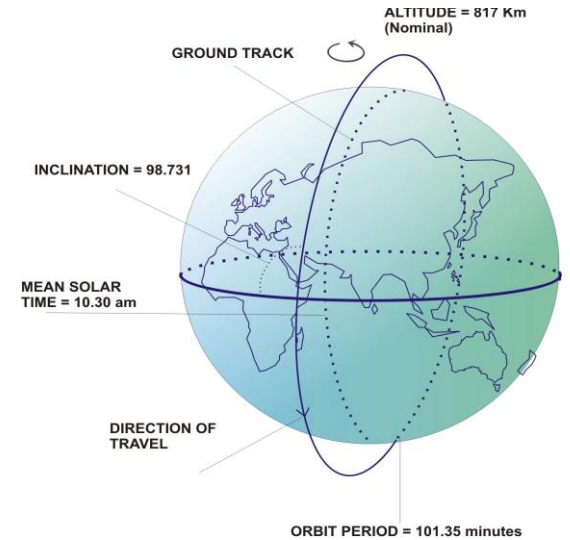 ALTITUDE = 817 Km
(Nominal)
GROUND TRACK
INCLINATION = 98.731
MEAN SOLAR
TIME = 10.30 am
DIRECTION OF
TRAVEL
ORBIT PERIOD = 101.35 minutes